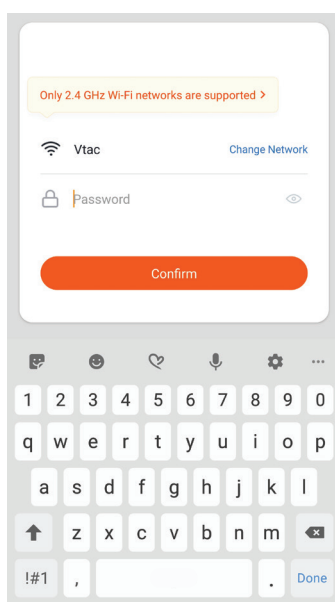 Only 2.4 GHz Wi-Fi networks are supported >
Vtac Change Network
Password
Confirm
1 2 3 4 5 6 7 8 9 0
q w e r t y u i o p
a s d f g h j k l
z x c v b n m
!#1 , . Done